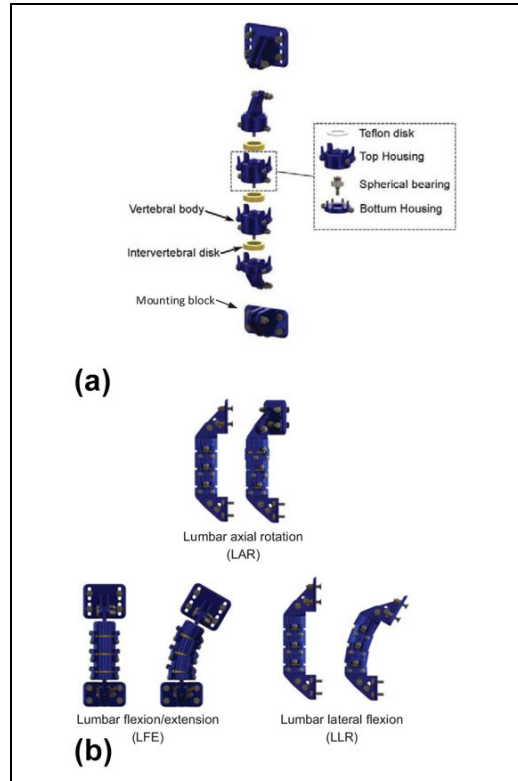 Teflon disk
Top Housing
Spherical bearing
Bottum Housing
Vertebral body
Intervertebral disk
Mounting block
(a)
Lumbar axial rotation
(LAR)
Lumbar flexion/extension
(LFE)
Lumbar lateral flexion
(LLR)
(b)